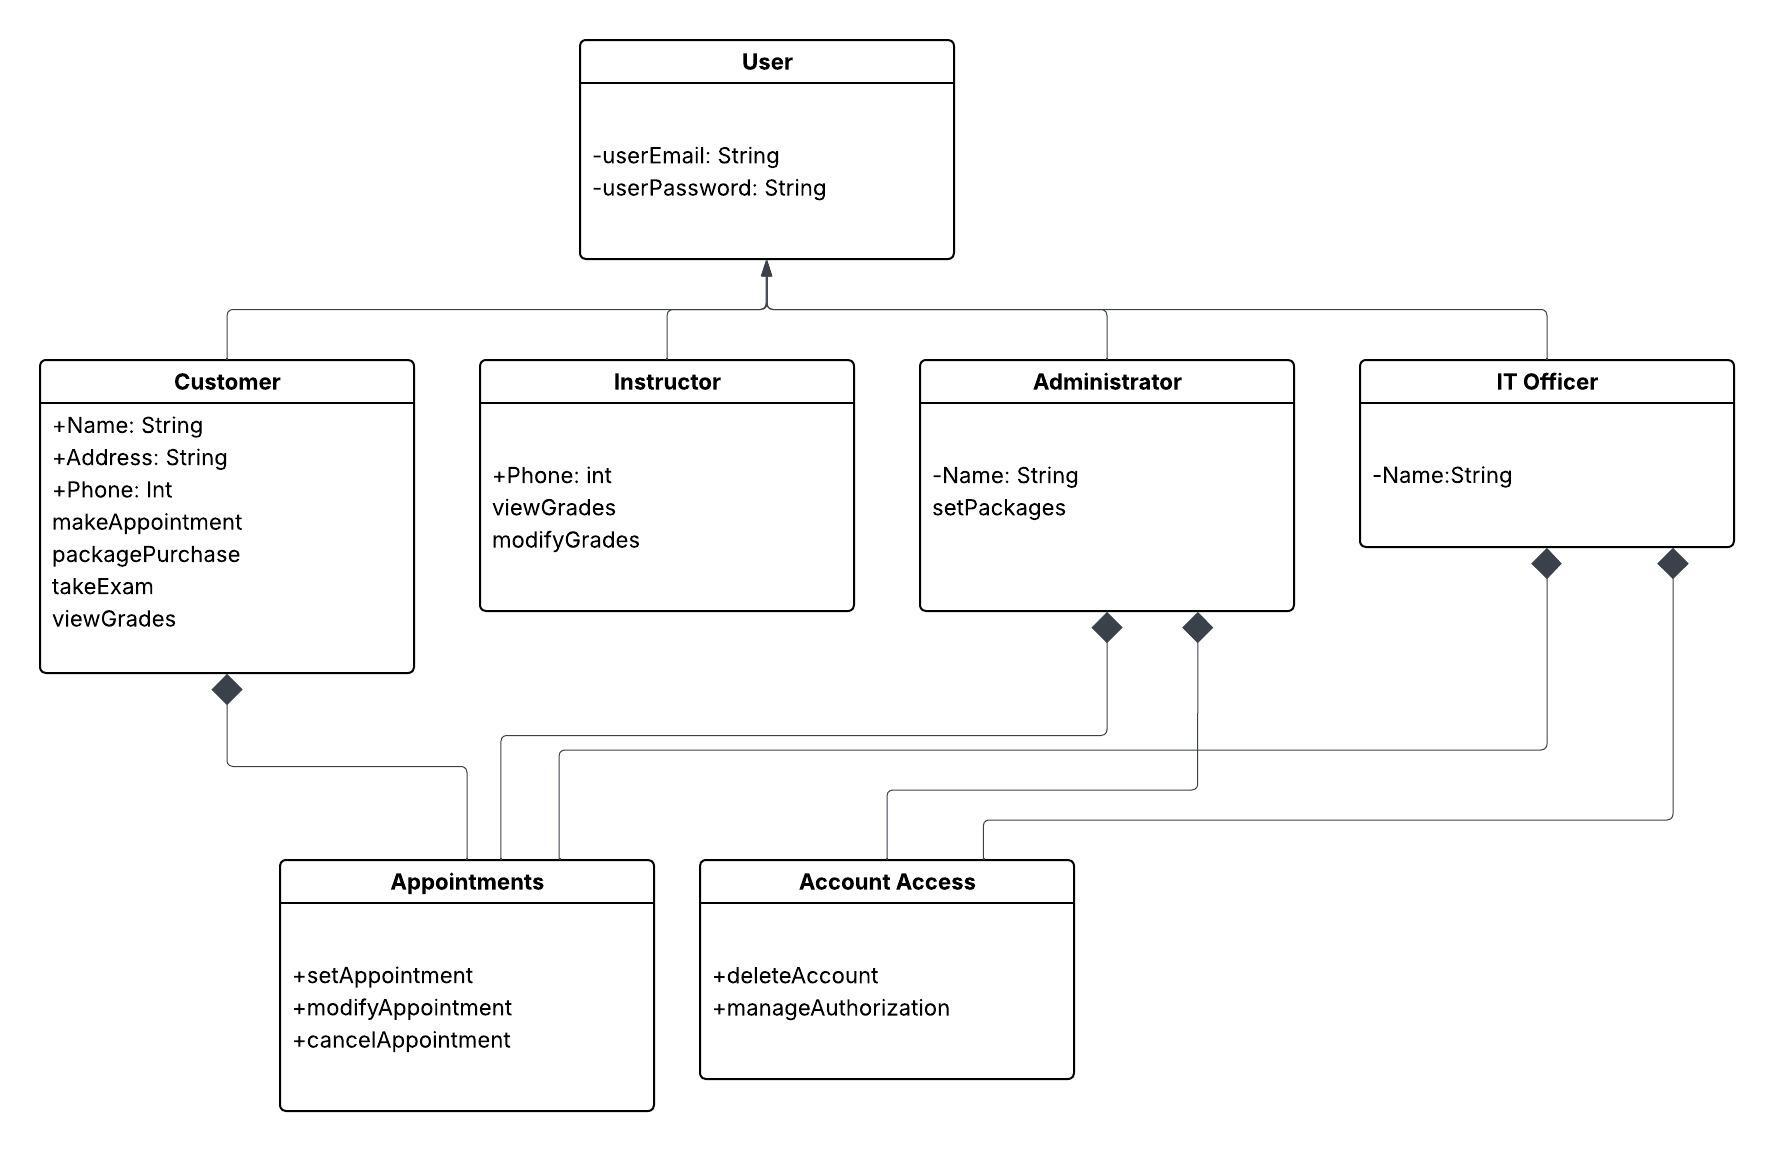 User
-userEmail: String
-userPassword: String
Customer
+Name: String
+Address: String
+Phone: Int
makeAppointment
packagePurchase
takeExam
viewGrades
Instructor
+Phone: int
viewGrades
modifyGrades
Administrator
-Name: String
setPackages
IT Officer
-Name:String
Appointments
+setAppointment
+modifyAppointment
+cancelAppointment
Account Access
+deleteAccount
+manageAuthorization